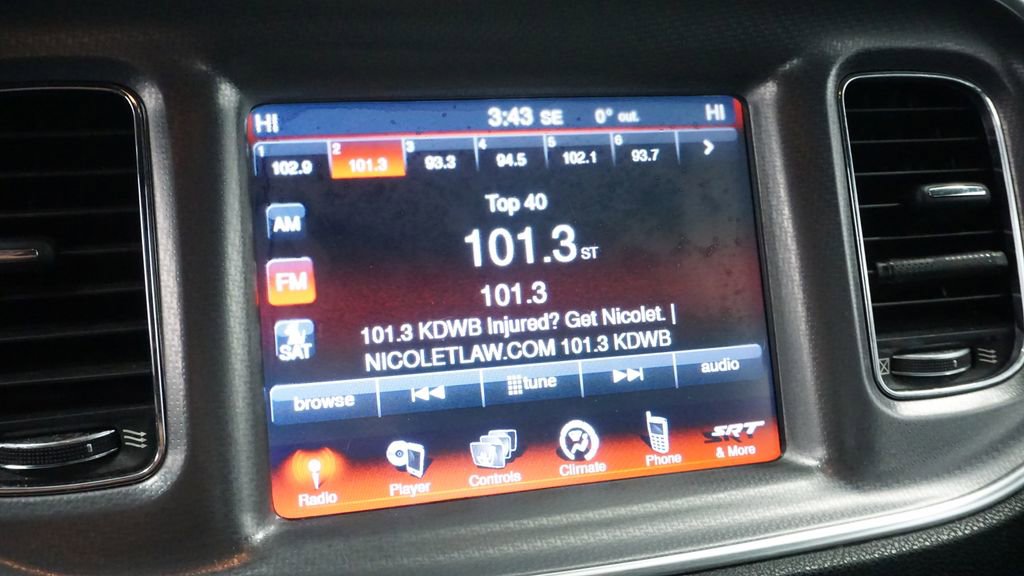 HI 3:43 SE 0° out. HI
1 102.9 2 101.3 3 93.3 4 94.5 5 102.1 6 93.7
Top 40
AM
101.3 ST
FM
101.3
101.3 KDWB Injured? Get Nicolet. |
SAT
NICOLETLAW.COM 101.3 KDWB
browse tune audio
Radio Player Controls Climate Phone SRT & More